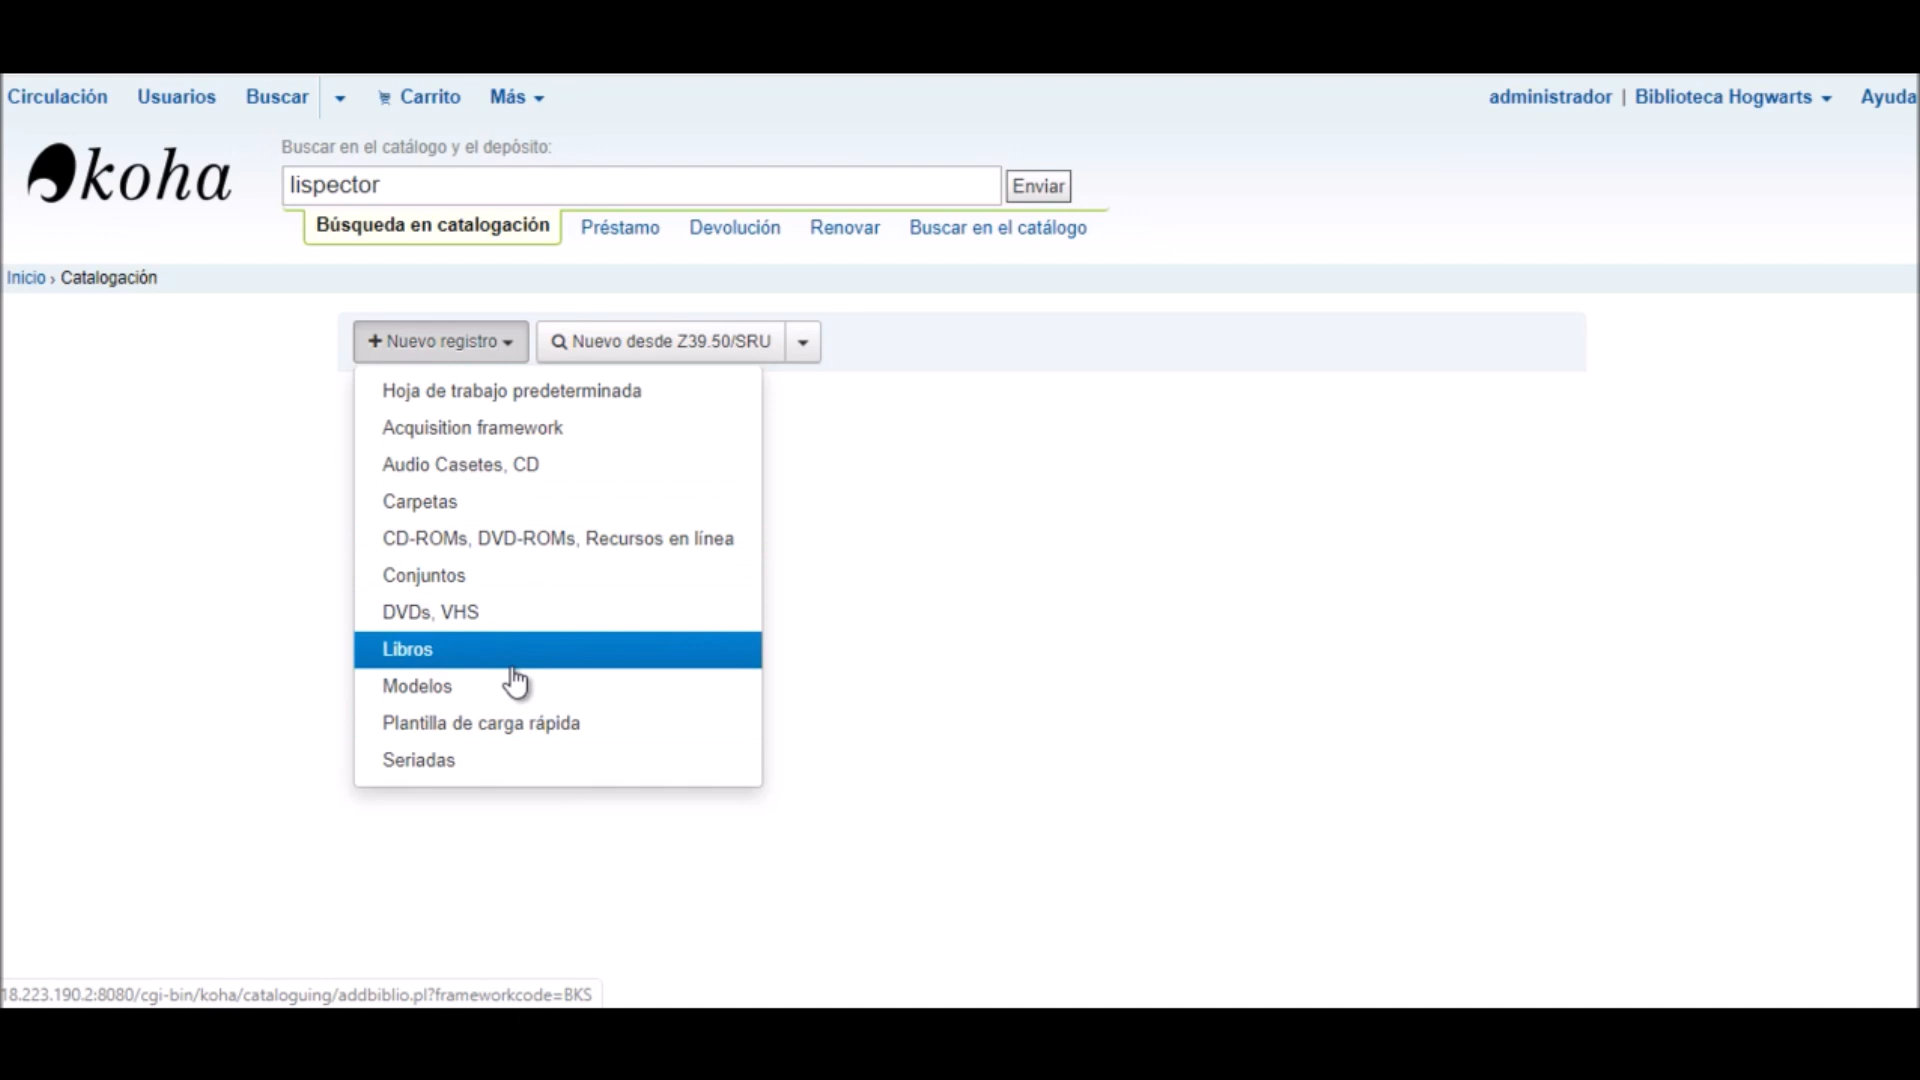 Circulación Usuarios Buscar Carrito Más administrador | Biblioteca Hogwarts Ayuda
koha
Buscar en el catálogo y el depósito:
lispector Enviar
Búsqueda en catalogación Préstamo Devolución Renovar Buscar en el catálogo
Inicio › Catalogación
+ Nuevo registro Nuevo desde Z39.50/SRU
Hoja de trabajo predeterminada
Acquisition framework
Audio Casetes, CD
Carpetas
CD-ROMs, DVD-ROMs, Recursos en línea
Conjuntos
DVDs, VHS
Libros
Modelos
Plantilla de carga rápida
Seriadas
18.223.190.2:8080/cgi-bin/koha/cataloguing/addbiblio.pl?frameworkcode=BKS